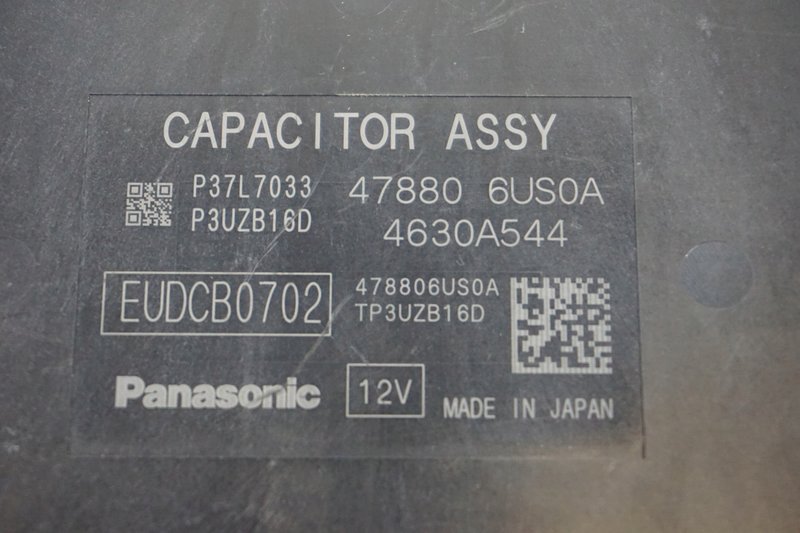 CAPACITOR ASSY
P37L7033 47880 6US0A
P3UZB16D 4630A544
EUDCB0702
478806US0A
TP3UZB16D
Panasonic 12V MADE IN JAPAN